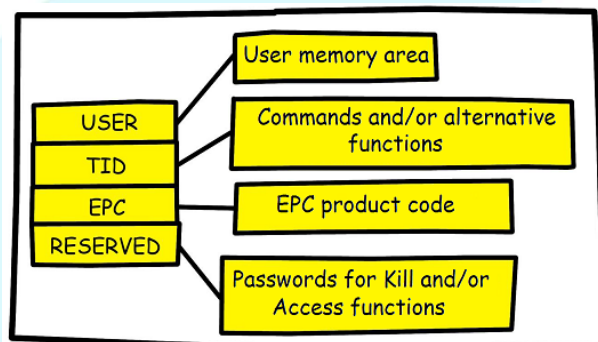 User memory area
USER
Commands and/or alternative
functions
TID
EPC
EPC product code
RESERVED
Passwords for Kill and/or
Access functions